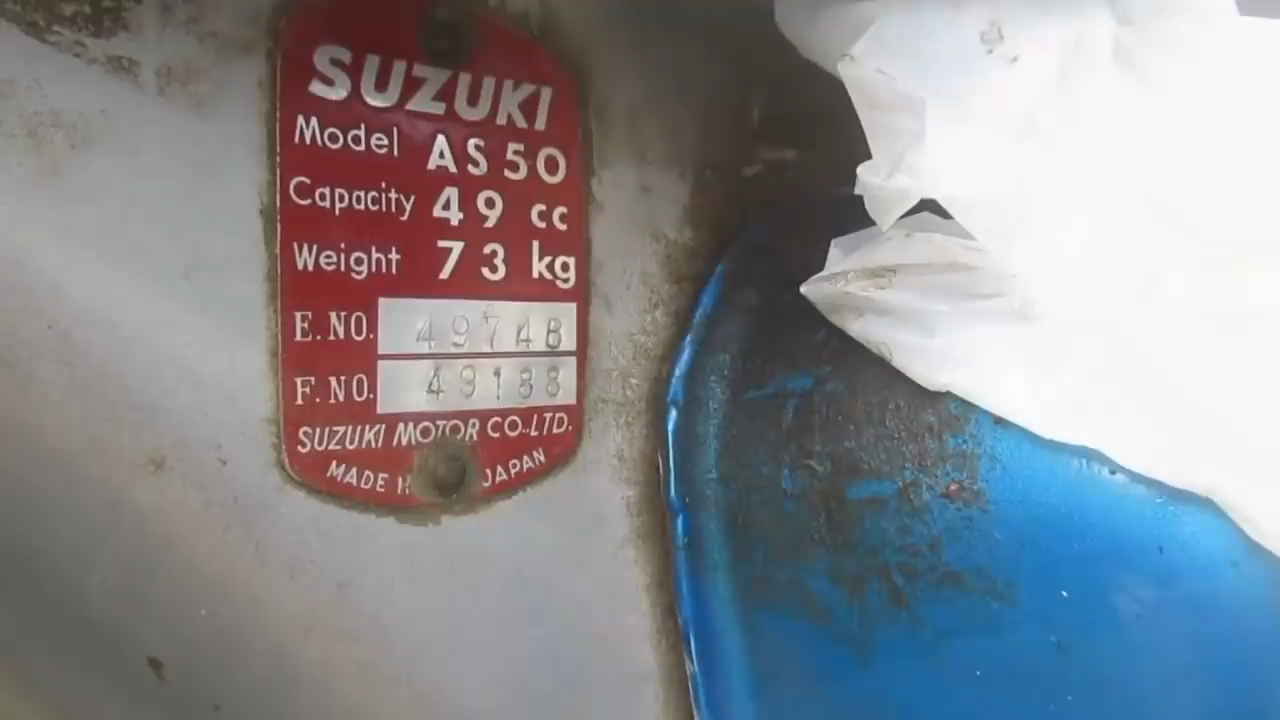 SUZUKI
Model AS50
Capacity 49 cc
Weight 73 kg
E.NO. 49748
F.NO. 49188
SUZUKI MOTOR CO.,LTD.
MADE IN JAPAN